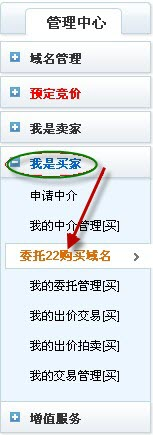 管理中心
域名管理
预定竞价
我是卖家
我是买家
申请中介
我的中介管理[买]
委托22购买域名
我的委托管理[买]
我的出价交易[买]
我的出价拍卖[买]
我的交易管理[买]
增值服务